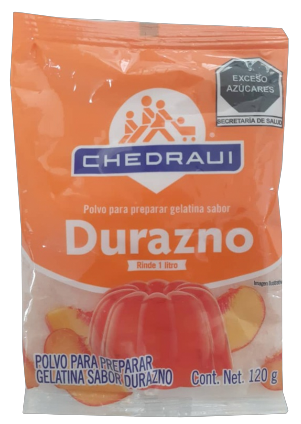 EXCESO
AZÚCARES
SECRETARÍA DE SALUD
CHEDRAUI
Polvo para preparar gelatina sabor
Durazno
Rinde 1 litro
POLVO PARA PREPARAR
GELATINA SABOR DURAZNO
Cont. Net. 120 g